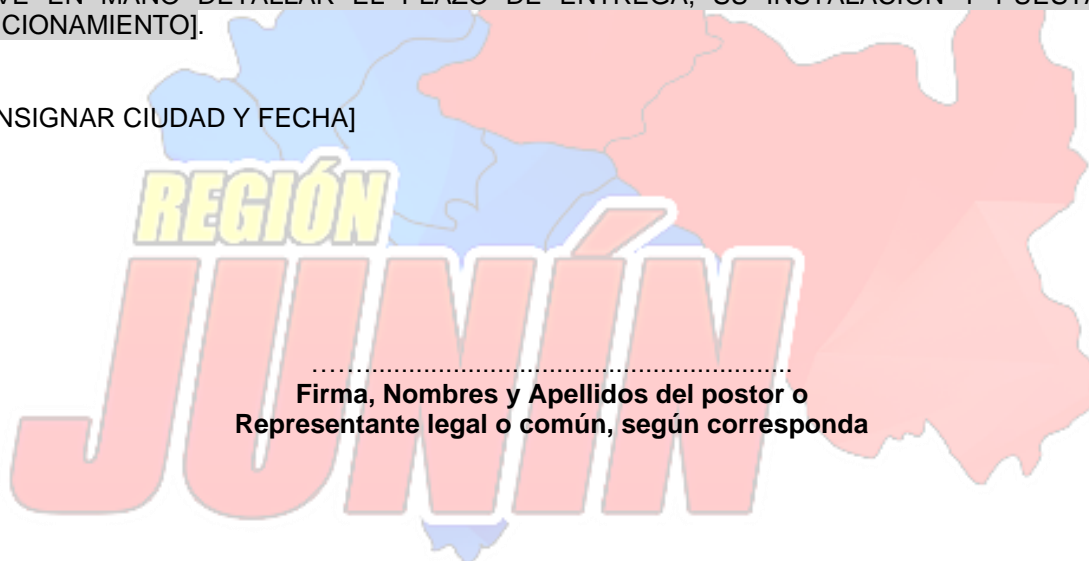 VE EN MANO DETALLAR EL PLAZO DE ENTREGA, SU INSTALACIÓN Y PUESTA
CIONAMIENTO].
NSIGNAR CIUDAD Y FECHA]
REGIÓN
JUNÍN
……..........................................................
Firma, Nombres y Apellidos del postor o
Representante legal o común, según corresponda